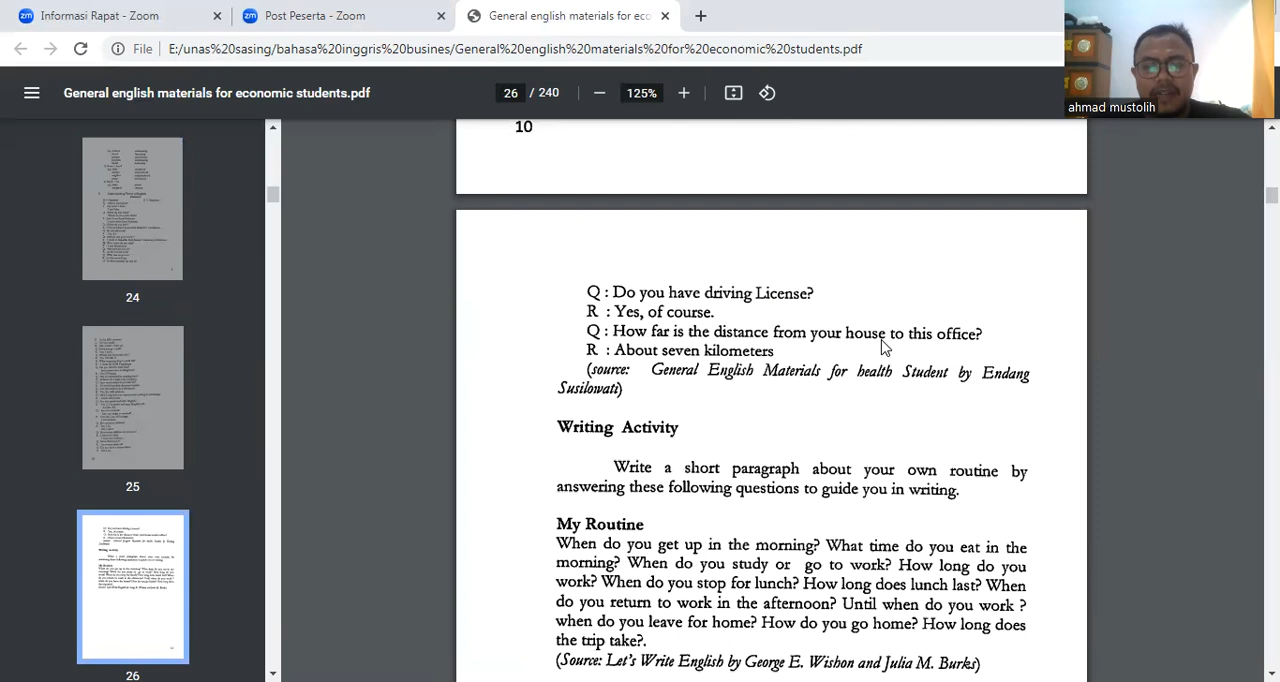 Informasi Rapat - Zoom
Post Peserta - Zoom
General english materials for eco
File
E:/unas%20sasing/bahasa%20inggris%20busines/General%20english%20materials%20for%20economic%20students.pdf
General english materials for economic students.pdf
26 / 240
125%
ahmad mustolih
10
24
25
26
Q : Do you have driving License?
R : Yes, of course.
Q : How far is the distance from your house to this office?
R : About seven kilometers
(source: General English Materials for health Student by Endang
Susilowati)
Writing Activity
Write a short paragraph about your own routine by
answering these following questions to guide you in writing.
My Routine
When do you get up in the morning? What time do you eat in the
morning? When do you study or go to work? How long do you
work? When do you stop for lunch? How long does lunch last? When
do you return to work in the afternoon? Until when do you work ?
when do you leave for home? How do you go home? How long does
the trip take?.
(Source: Let's Write English by George E. Wishon and Julia M. Burks)